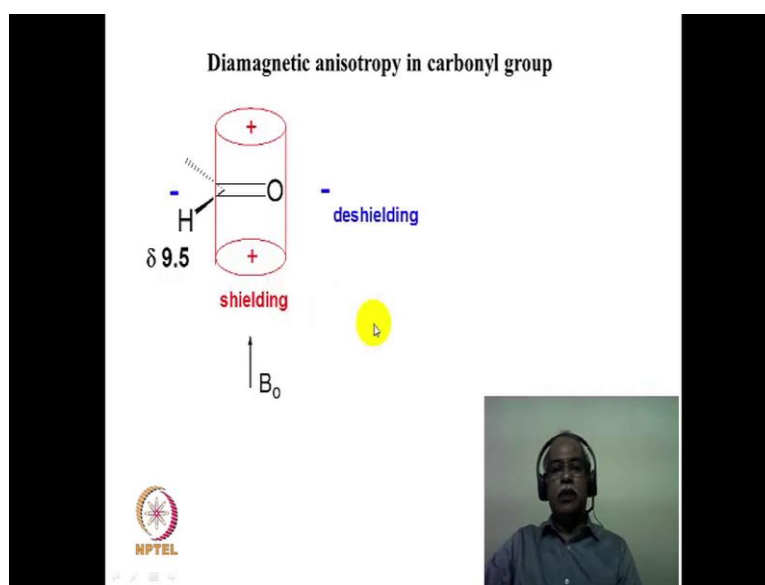 Diamagnetic anisotropy in carbonyl group
+
- O -
H deshielding
δ 9.5 +
shielding
B0
NPTEL